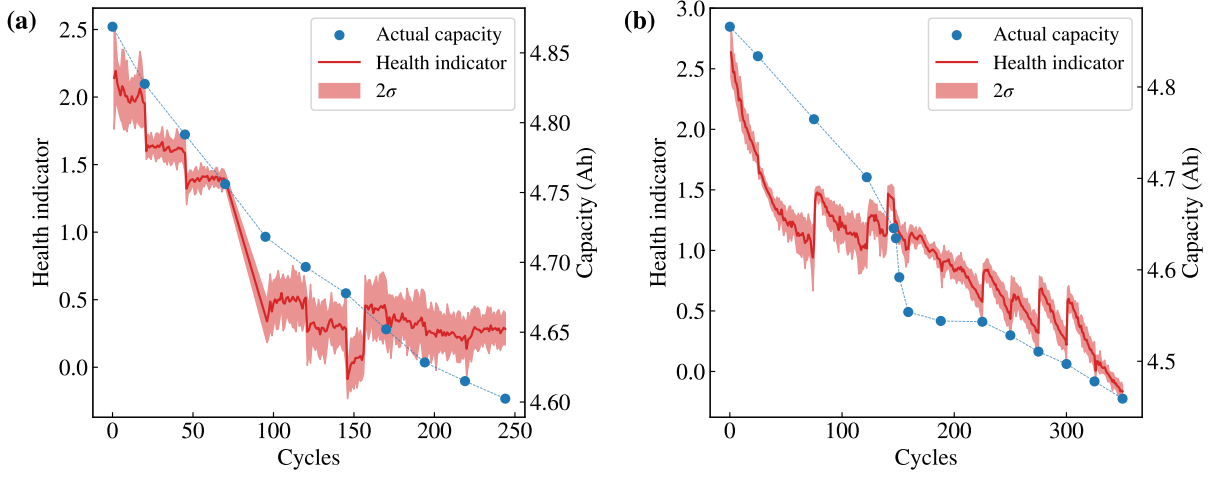 (a)
Health indicator
2.5
2.0
1.5
1.0
0.5
0.0
Actual capacity
Health indicator
2σ
4.85
4.80
4.75
4.70
4.65
4.60
Capacity (Ah)
0 50 100 150 200 250
Cycles
(b)
Health indicator
3.0
2.5
2.0
1.5
1.0
0.5
0.0
Actual capacity
Health indicator
2σ
4.8
4.7
4.6
4.5
Capacity (Ah)
0 100 200 300
Cycles